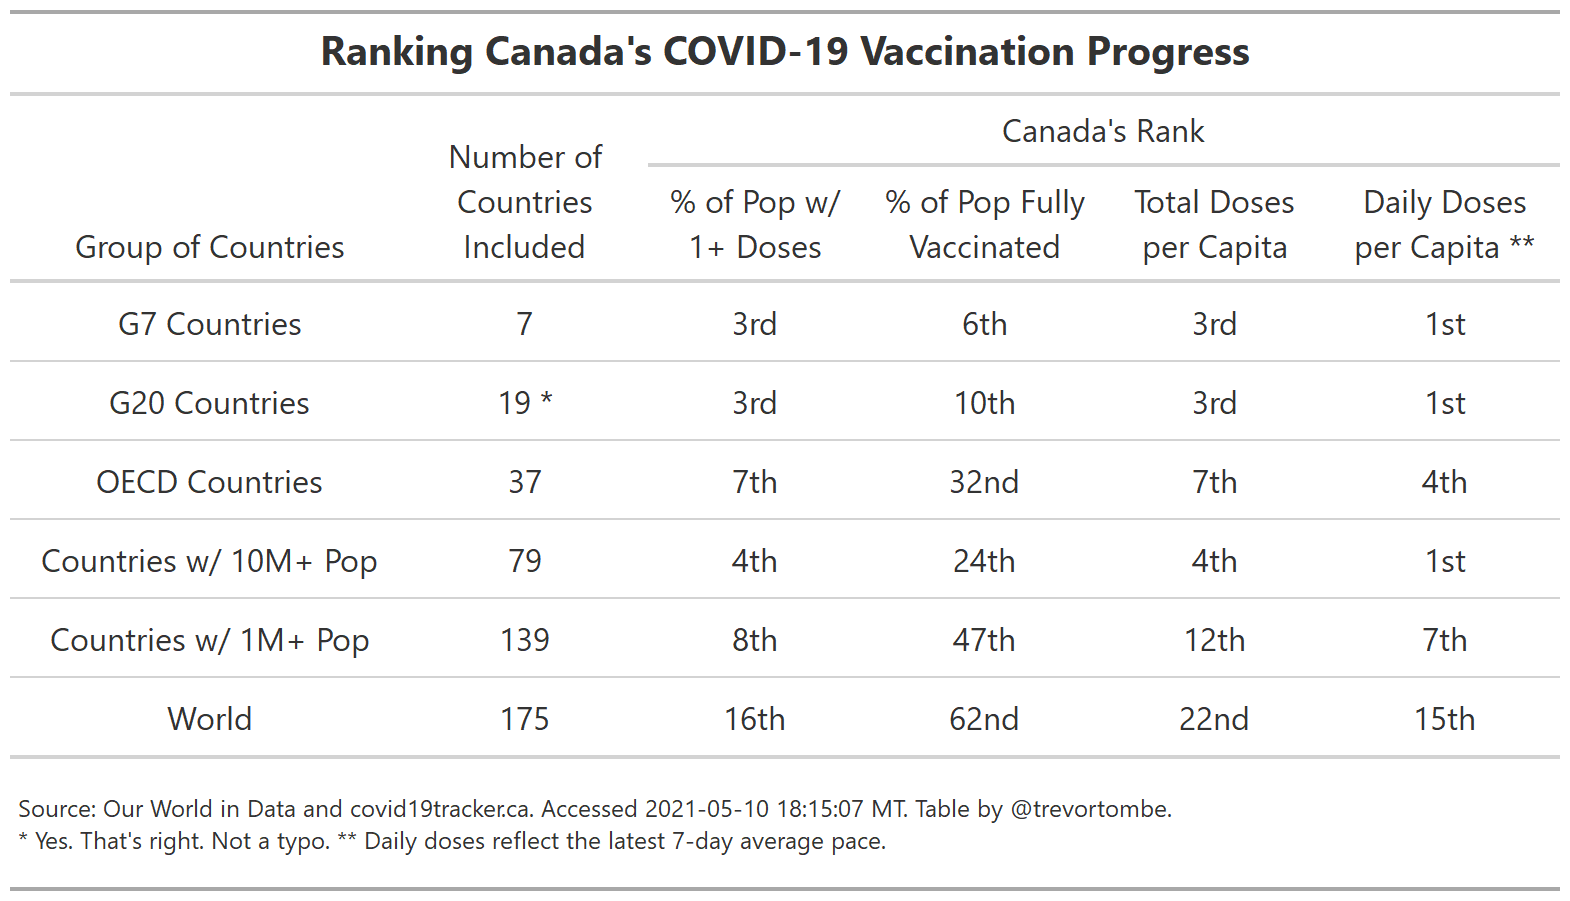 Ranking Canada's COVID-19 Vaccination Progress
Canada's Rank
Group of Countries
Number of
Countries
Included
% of Pop w/
1+ Doses
% of Pop Fully
Vaccinated
Total Doses
per Capita
Daily Doses
per Capita **
G7 Countries 7 3rd 6th 3rd 1st
G20 Countries 19 * 3rd 10th 3rd 1st
OECD Countries 37 7th 32nd 7th 4th
Countries w/ 10M+ Pop 79 4th 24th 4th 1st
Countries w/ 1M+ Pop 139 8th 47th 12th 7th
World 175 16th 62nd 22nd 15th
Source: Our World in Data and covid19tracker.ca. Accessed 2021-05-10 18:15:07 MT. Table by @trevortombe.
* Yes. That's right. Not a typo. ** Daily doses reflect the latest 7-day average pace.